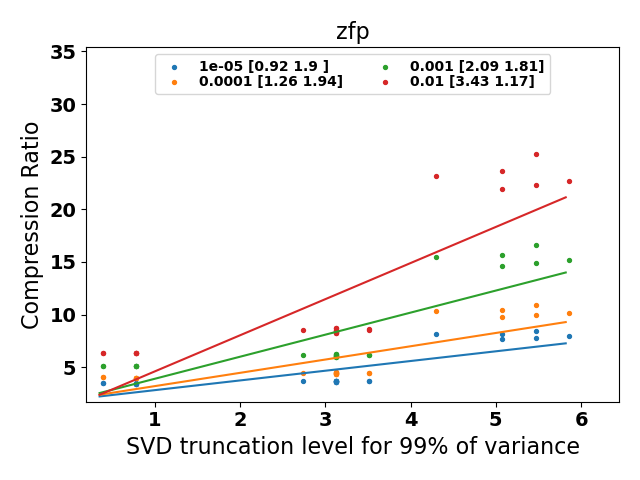 zfp
35
30
25
20
15
10
5
Compression Ratio
1e-05 [0.92 1.9 ]
0.0001 [1.26 1.94]
0.001 [2.09 1.81]
0.01 [3.43 1.17]
1 2 3 4 5 6
SVD truncation level for 99% of variance